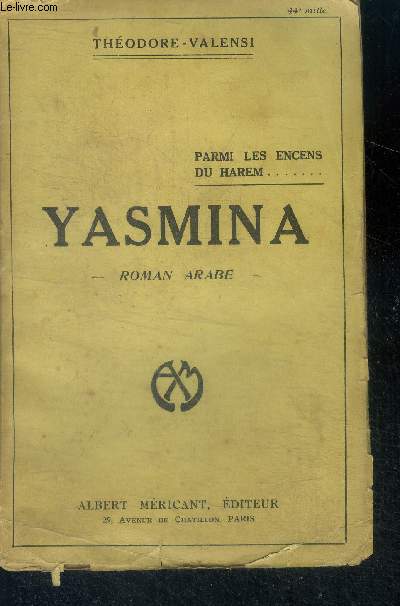 Le-livre.com
44e mille
THÉODORE-VALENSI
PARMI LES ENCENS
DU HAREM.......
YASMINA
— ROMAN ARABE —
AM
ALBERT MÉRICANT, ÉDITEUR
29, AVENUE DE CHATILLON, PARIS